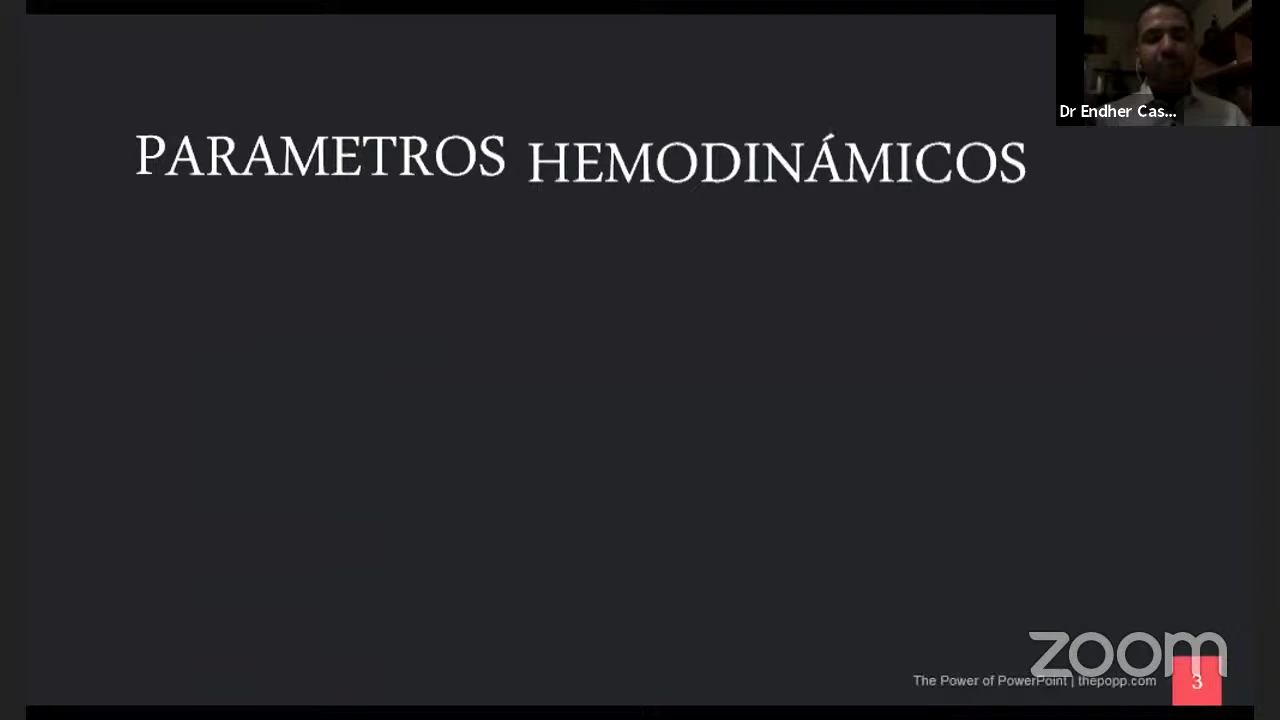 Dr Endher Cas...
PARAMETROS HEMODINÁMICOS
zoom
The Power of PowerPoint | thepopp.com
3